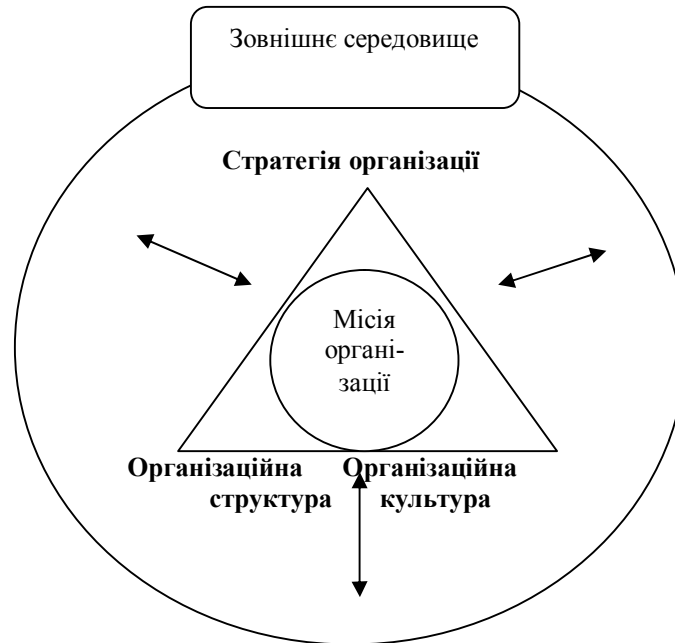 Зовнішнє середовище
Стратегія організації
Місія
органі-
зації
Організаційна структура
Організаційна культура